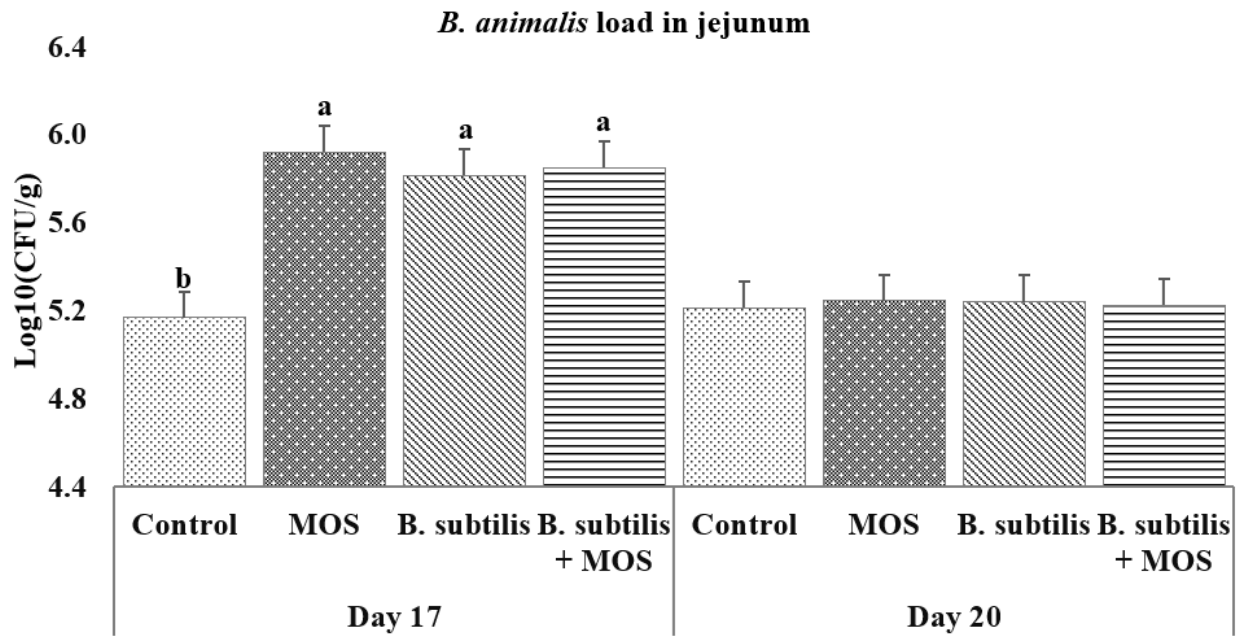 B. animalis load in jejunum
Log10(CFU/g)
6.4
6.0
5.6
5.2
4.8
4.4
b
a
a
a
Control
MOS
B. subtilis
B. subtilis
+ MOS
Control
MOS
B. subtilis
B. subtilis
+ MOS
Day 17
Day 20